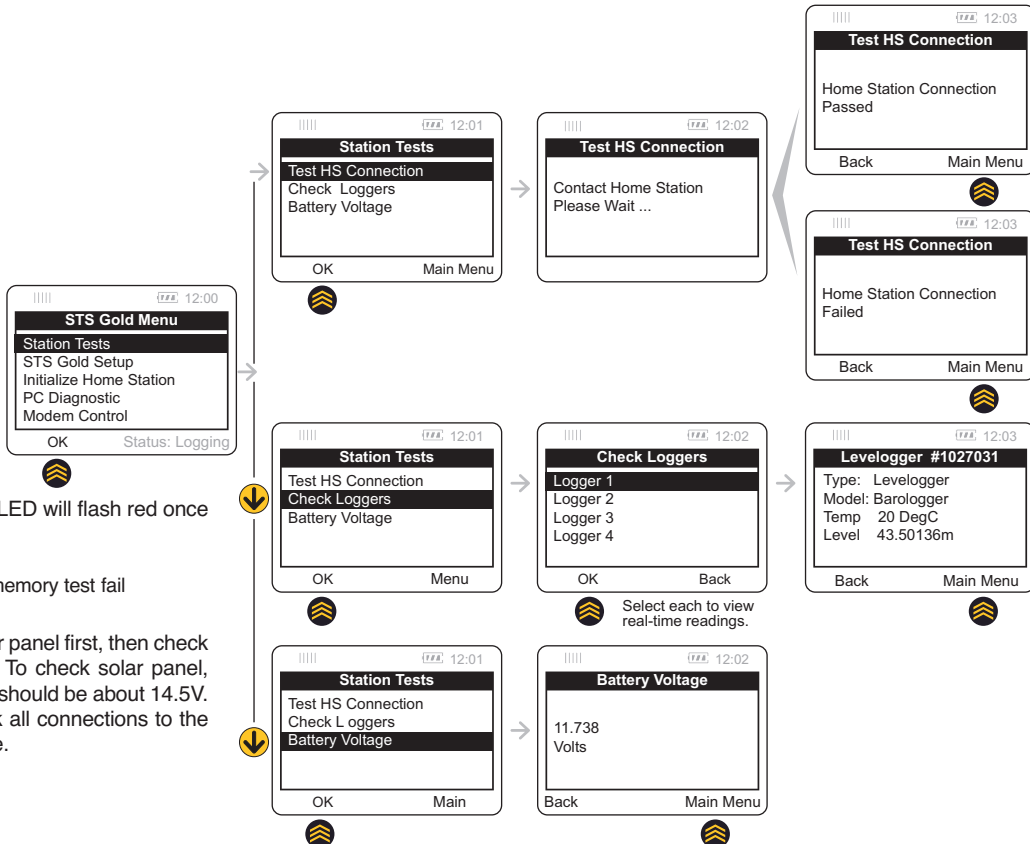 12:00
STS Gold Menu
Station Tests
STS Gold Setup
Initialize Home Station
PC Diagnostic
Modem Control
OK Status: Logging
LED will flash red once
memory test fail
r panel first, then check
To check solar panel,
should be about 14.5V.
k all connections to the
e.
12:01
Station Tests
Test HS Connection
Check Loggers
Battery Voltage
OK Main Menu
12:02
Test HS Connection
Contact Home Station
Please Wait ...
12:03
Test HS Connection
Home Station Connection
Passed
Back Main Menu
12:03
Test HS Connection
Home Station Connection
Failed
Back Main Menu
12:01
Station Tests
Test HS Connection
Check Loggers
Battery Voltage
OK Menu
12:02
Check Loggers
Logger 1
Logger 2
Logger 3
Logger 4
OK Back
Select each to view
real-time readings.
12:03
Levelogger #1027031
Type: Levelogger
Model: Barologger
Temp 20 DegC
Level 43.50136m
Back Main Menu
12:01
Station Tests
Test HS Connection
Check L oggers
Battery Voltage
OK Main
12:02
Battery Voltage
11.738
Volts
Back Main Menu